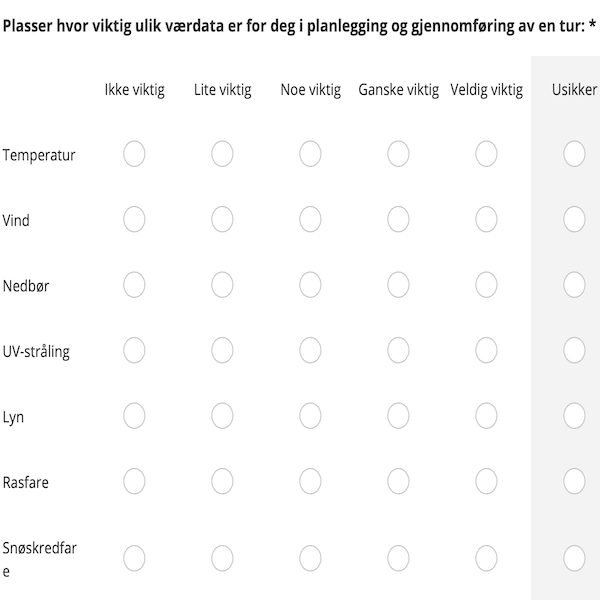 Plasser hvor viktig ulik værdata er for deg i planlegging og gjennomføring av en tur: *
Ikke viktig Lite viktig Noe viktig Ganske viktig Veldig viktig Usikker
Temperatur
Vind
Nedbør
UV-stråling
Lyn
Rasfare
Snøskredfar
e